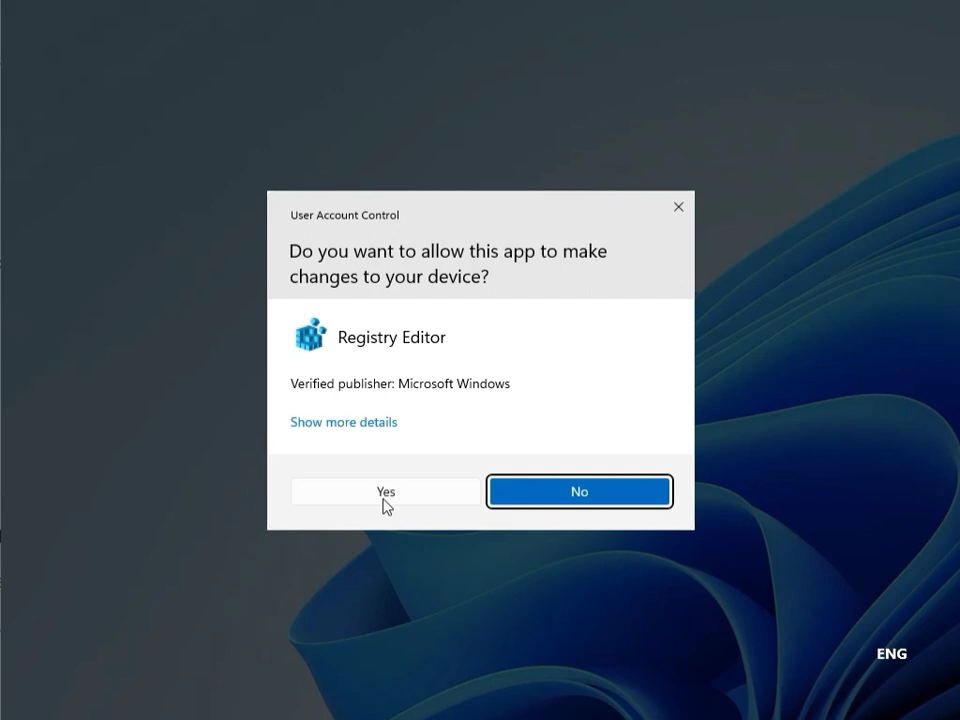 User Account Control
Do you want to allow this app to make
changes to your device?
Registry Editor
Verified publisher: Microsoft Windows
Show more details
Yes
No
ENG